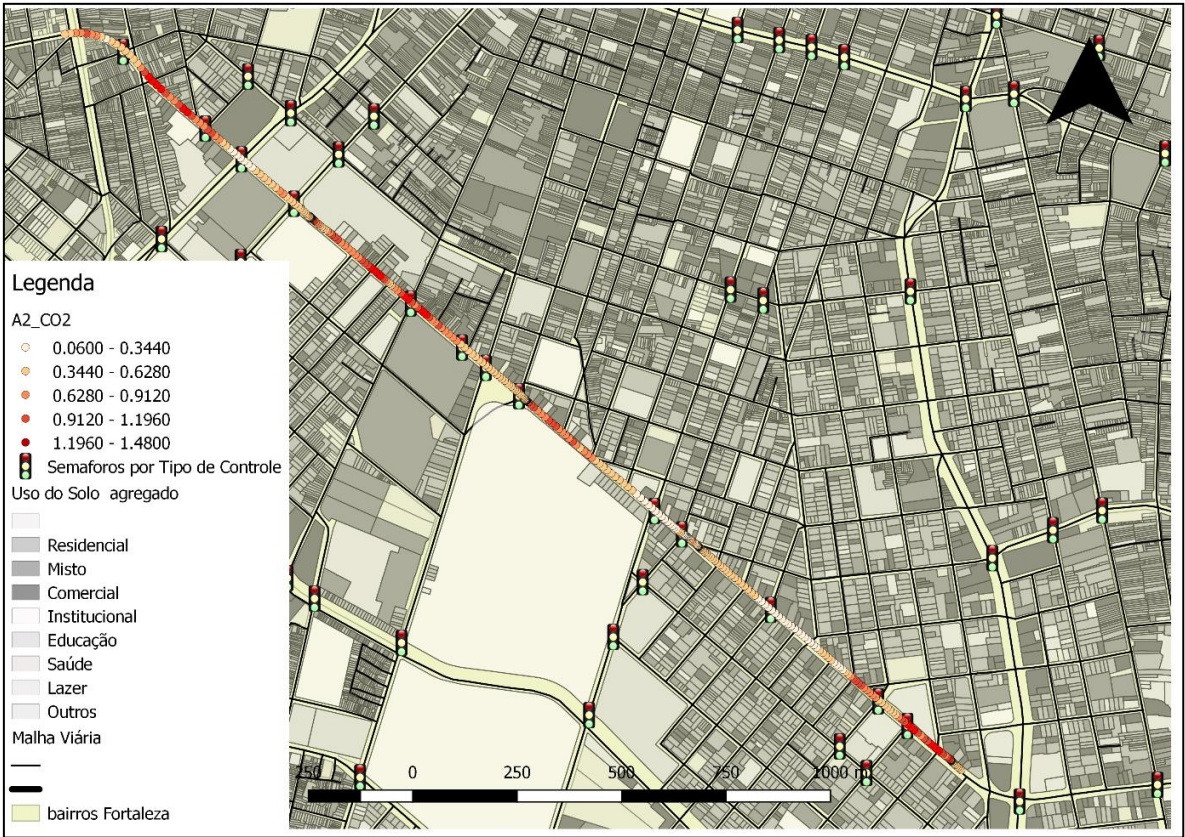 Legenda
A2_CO2
0.0600 - 0.3440
0.3440 - 0.6280
0.6280 - 0.9120
0.9120 - 1.1960
1.1960 - 1.4800
Semaforos por Tipo de Controle
Uso do Solo agregado
Residencial
Misto
Comercial
Institucional
Educação
Saúde
Lazer
Outros
Malha Viária
bairros Fortaleza
250 0 250 500 750 1000 m